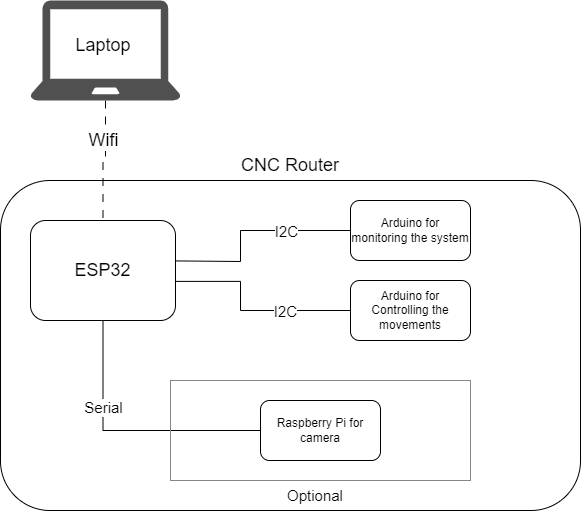 Laptop
Wifi
CNC Router
ESP32
I2C
Arduino for
monitoring the system
I2C
Arduino for
Controlling the
movements
Serial
Raspberry Pi for
camera
Optional